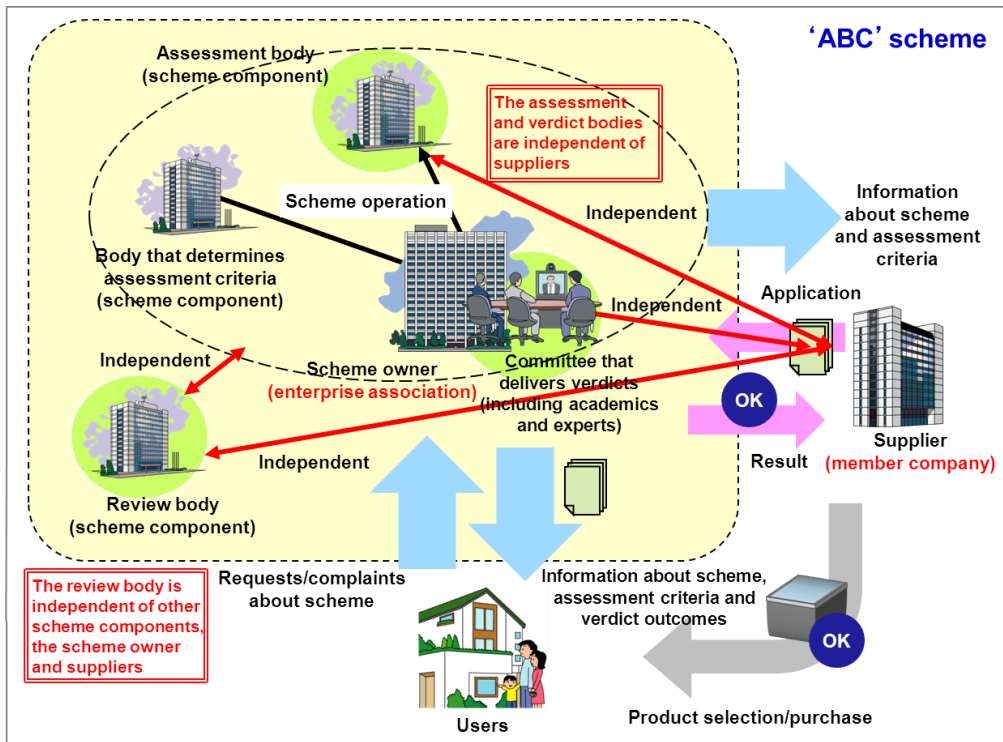 ‘ABC’ scheme
Assessment body
(scheme component)
The assessment
and verdict bodies
are independent of
suppliers
Scheme operation
Independent
Information
about scheme
and assessment
criteria
Body that determines
assessment criteria
(scheme component)
Independent
Application
Independent
Scheme owner
(enterprise association)
Committee that
delivers verdicts
(including academics
and experts)
OK
Independent
Result
Supplier
(member company)
Review body
(scheme component)
The review body is
independent of other
scheme components,
the scheme owner
and suppliers
Requests/complaints
about scheme
Information about scheme,
assessment criteria and
verdict outcomes
OK
Users
Product selection/purchase